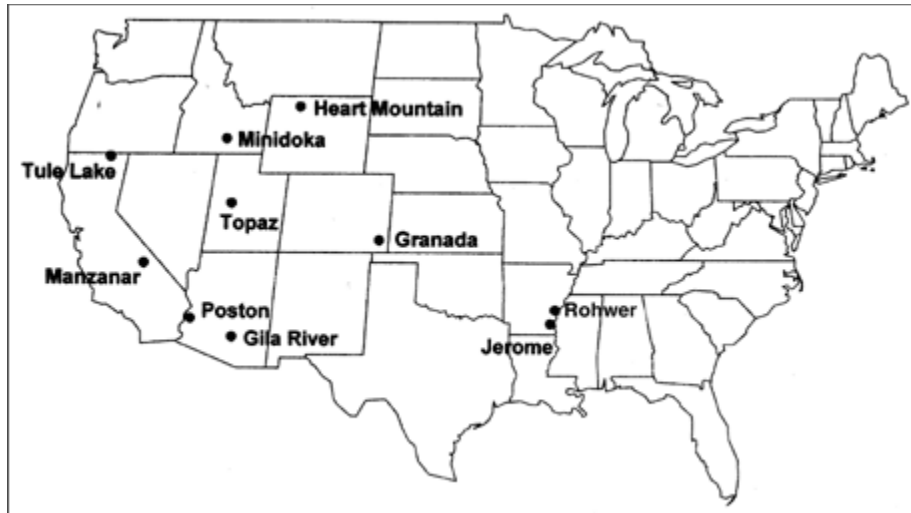 Heart Mountain
Minidoka
Tule Lake
Topaz
Granada
Manzanar
Poston
Rohwer
Gila River
Jerome